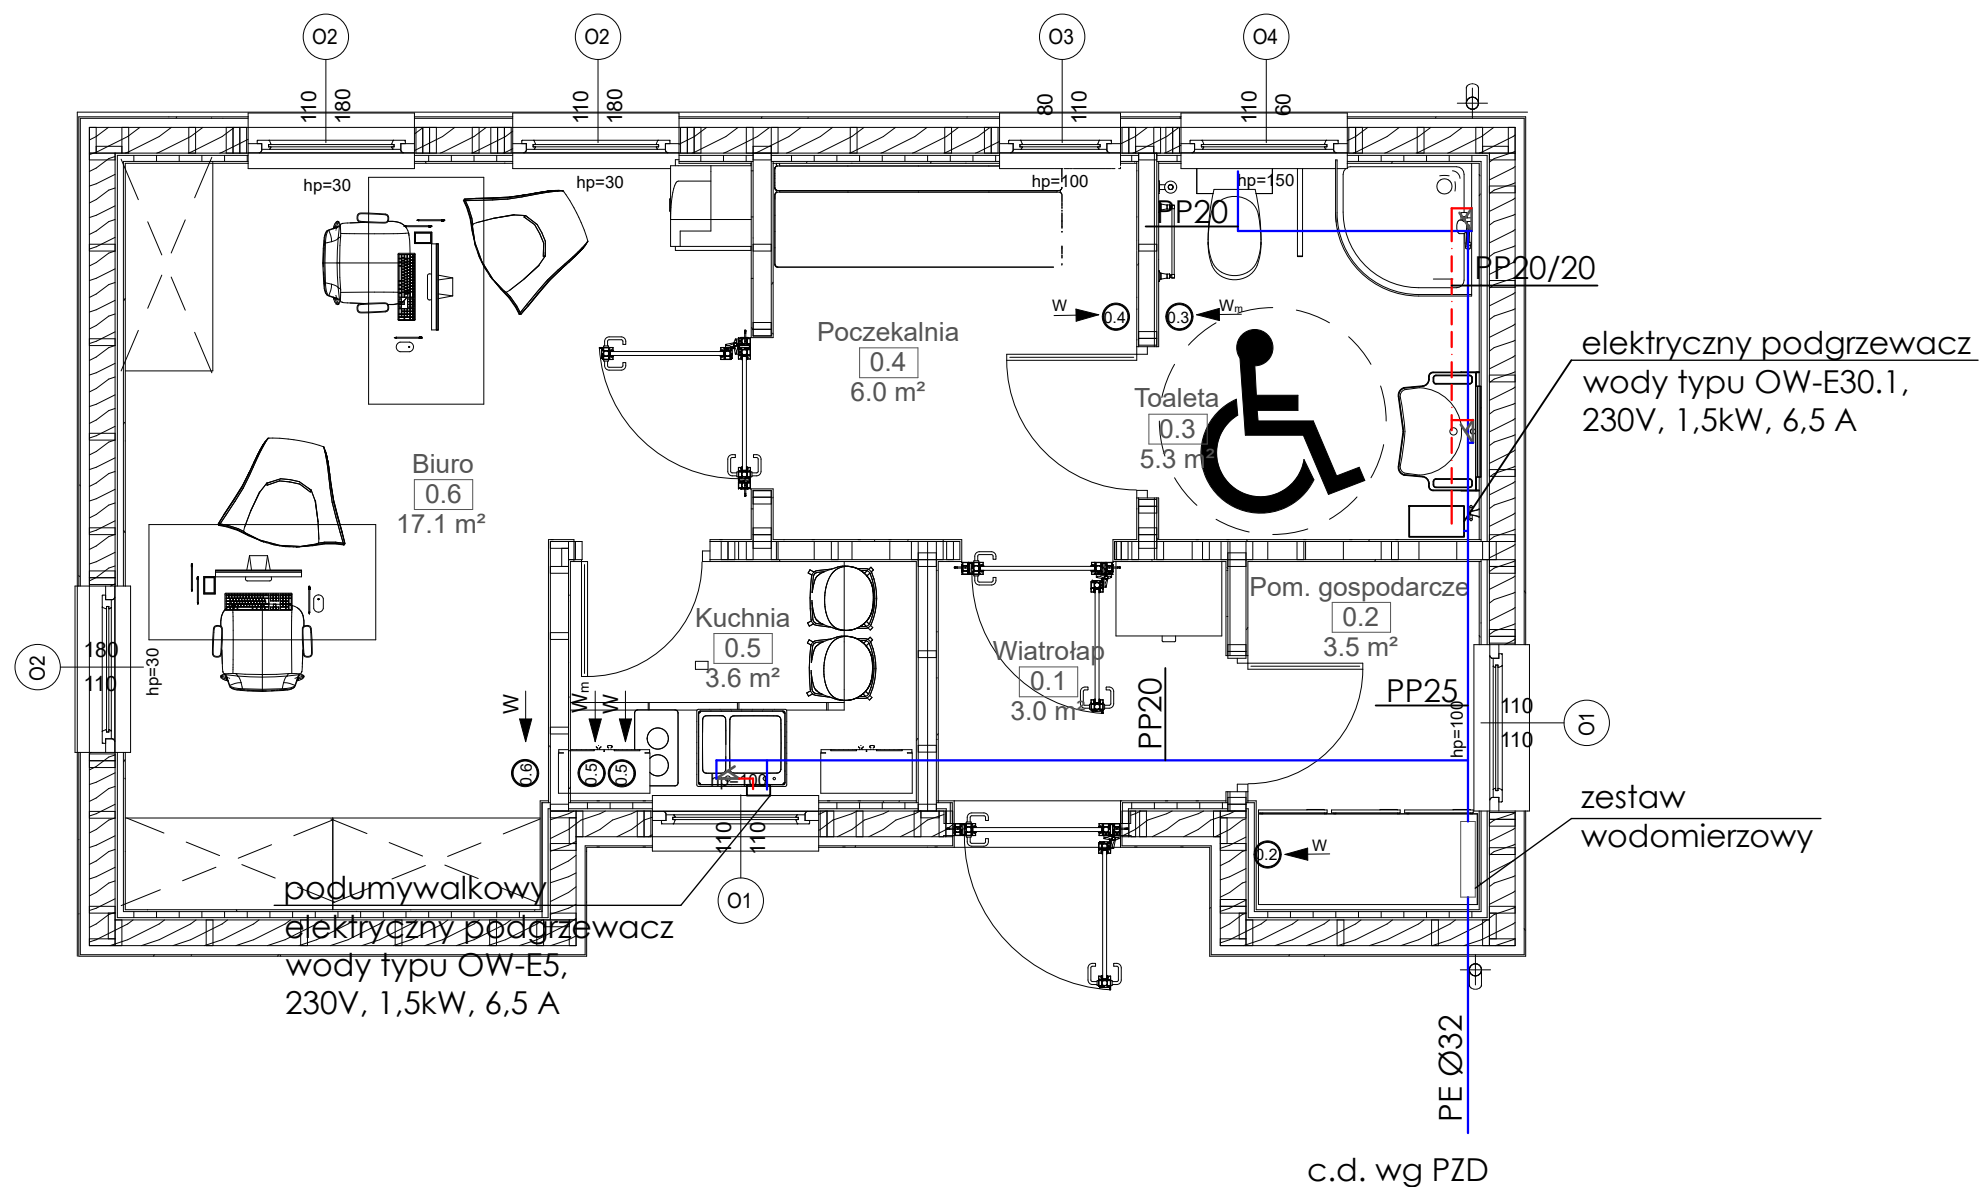 O2
O2
O3
O4
110
180
110
180
80
110
110
60
hp=30
hp=30
hp=100
hp=150
PP20
PP20/20
W
0.4
0.3
Wm
Poczekalnia
0.4
6.0 m²
Toaleta
0.3
5.3 m²
elektryczny podgrzewacz
wody typu OW-E30.1,
230V, 1,5kW, 6,5 A
Biuro
0.6
17.1 m²
Kuchnia
0.5
3.6 m²
Wiatrołap
0.1
3.0 m²
Pom. gospodarcze
0.2
3.5 m²
O2
180
110
hp=30
W
Wm
W
0.6
0.5
0.5
PP20
PP25
hp=100
110
110
O1
110
110
O1
zestaw
wodomierzowy
0.2
W
podumywalkowy
elektryczny podgrzewacz
wody typu OW-E5,
230V, 1,5kW, 6,5 A
PE Ø32
c.d. wg PZD